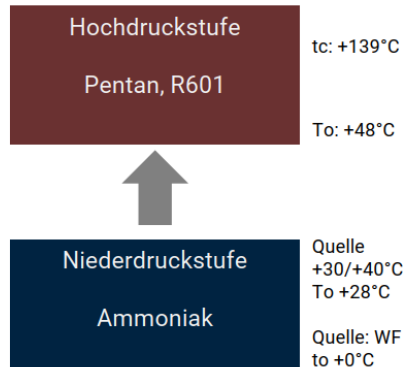 Hochdruckstufe
Pentan, R601
tc: +139°C
To: +48°C
Niederdruckstufe
Ammoniak
Quelle
+30/+40°C
To +28°C
Quelle: WF
to +0°C